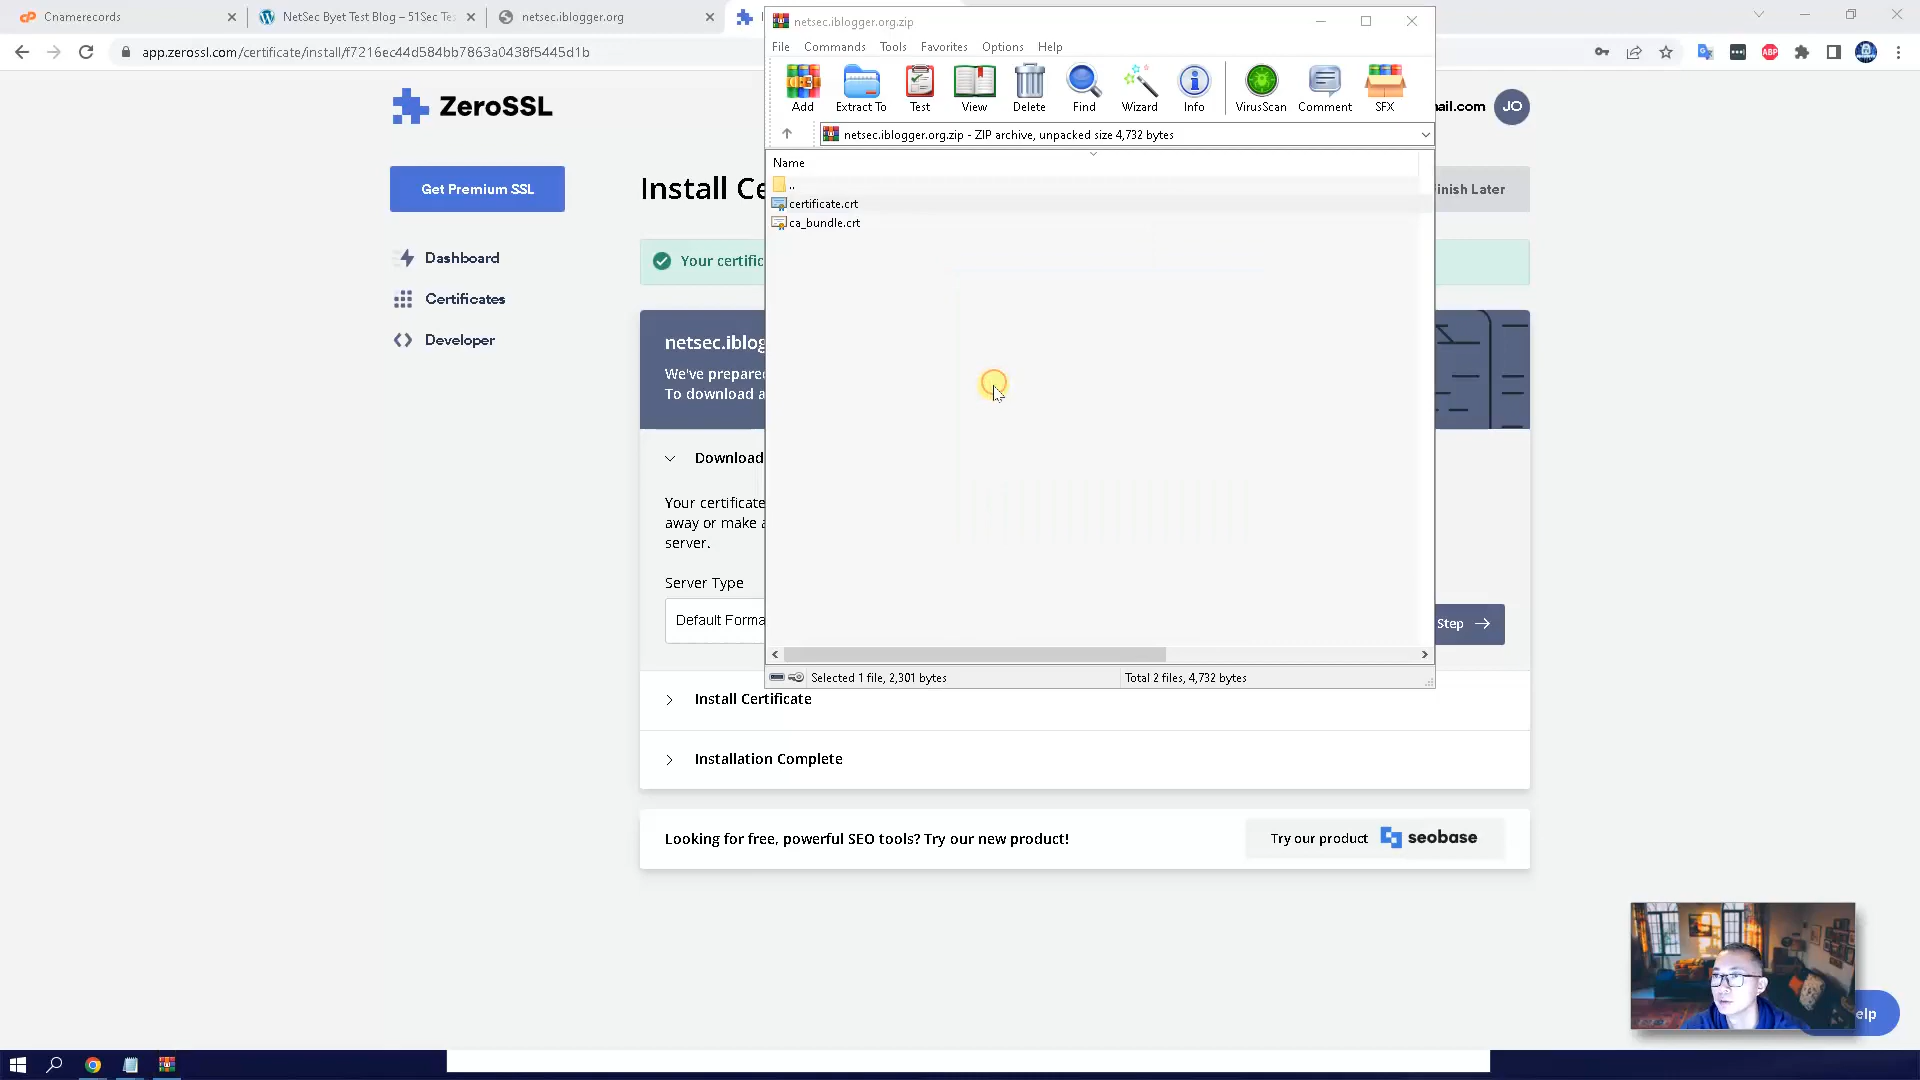 Cnamerecords
NetSec Byet Test Blog – 51Sec Te
netsec.iblogger.org
app.zerossl.com/certificate/install/f7216ec44d584bb7863a0438f5445d1b
ABP
netsec.iblogger.org.zip
File Commands Tools Favorites Options Help
Add Extract To Test View Delete Find Wizard Info VirusScan Comment SFX
netsec.iblogger.org.zip - ZIP archive, unpacked size 4,732 bytes
Name
..
certificate.crt
ca_bundle.crt
Selected 1 file, 2,301 bytes
Total 2 files, 4,732 bytes
ZeroSSL
ail.com
JO
Get Premium SSL
Dashboard
Certificates
Developer
Install Ce
inish Later
Your certific
netsec.iblog
We've prepared
To download a
Download
Your certificate
away or make a
server.
Server Type
Default Forma
Step
Install Certificate
Installation Complete
Looking for free, powerful SEO tools? Try our new product!
Try our product seobase
elp